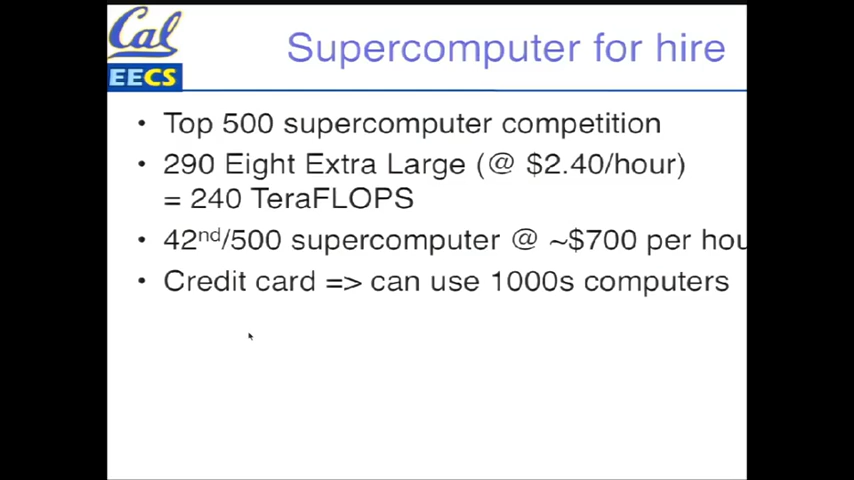 Cal
EECS
Supercomputer for hire
• Top 500 supercomputer competition
• 290 Eight Extra Large (@ $2.40/hour)
= 240 TeraFLOPS
• 42nd/500 supercomputer @ ~$700 per hou
• Credit card => can use 1000s computers